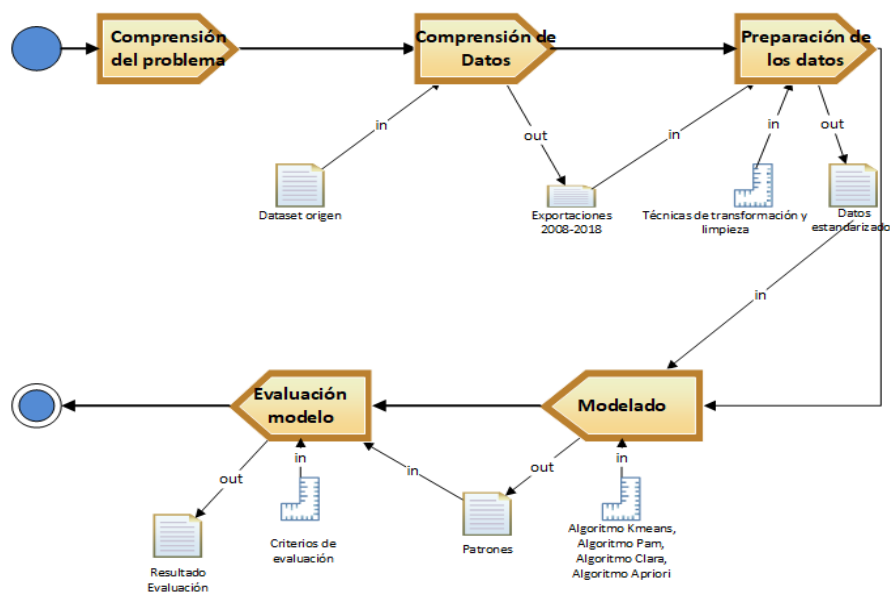 Comprensión
del problema
Comprensión de
Datos
Preparación de
los datos
in
out
in
in
out
Dataset origen
Exportaciones
2008-2018
Técnicas de transformación y
limpieza
Datos
estandarizado
in
Evaluación
modelo
Modelado
out
in
in
out
in
Resultado
Evaluación
Criterios de
evaluación
Patrones
Algoritmo Kmeans,
Algoritmo Pam,
Algoritmo Clara,
Algoritmo Apriori